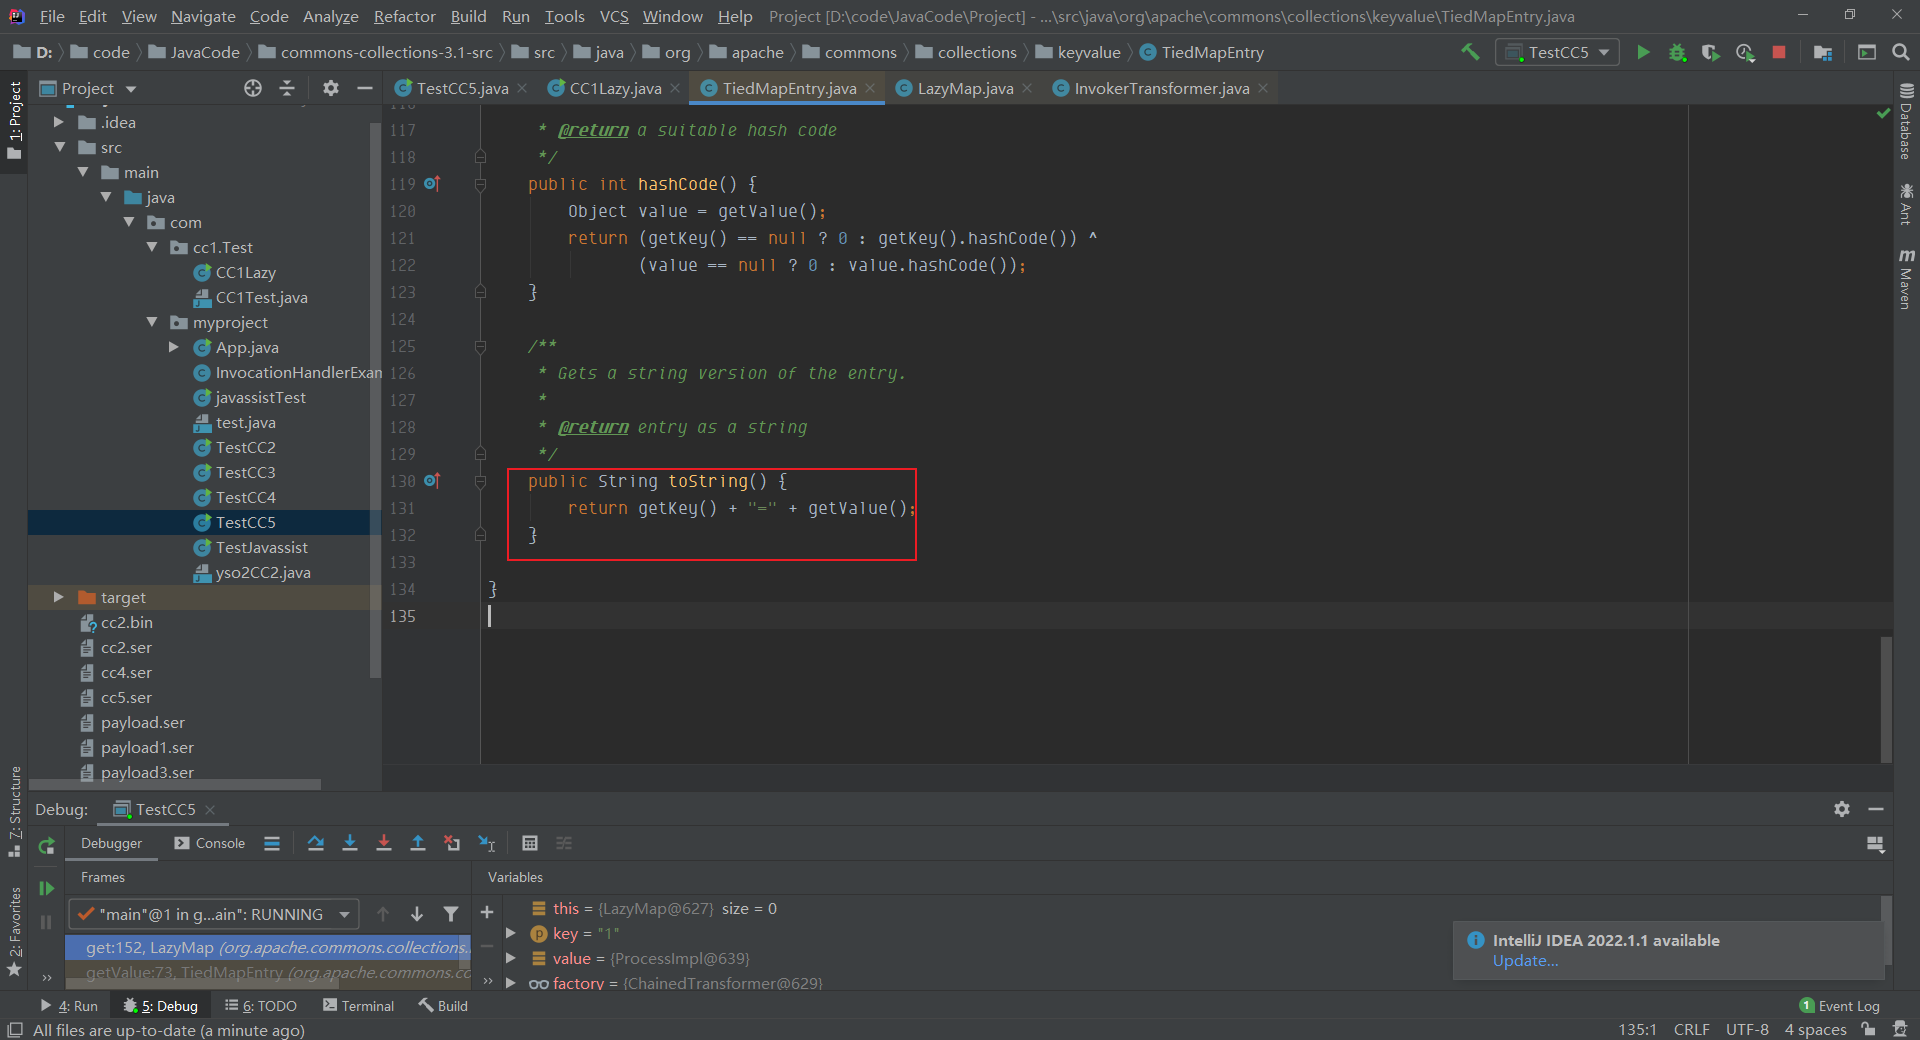 File Edit View Navigate Code Analyze Refactor Build Run Tools VCS Window Help Project [D:\code\JavaCode\Project] - ...\src\java\org\apache\commons\collections\keyvalue\TiedMapEntry.java
D: code JavaCode commons-collections-3.1-src src java org apache commons collections keyvalue TiedMapEntry TestCC5
1: Project
Project
TestCC5.java CC1Lazy.java TiedMapEntry.java LazyMap.java InvokerTransformer.java
.idea
src
main
java
com
cc1.Test
CC1Lazy
CC1Test.java
myproject
App.java
InvocationHandlerExam
javassistTest
test.java
TestCC2
TestCC3
TestCC4
TestCC5
TestJavassist
yso2CC2.java
target
cc2.bin
cc2.ser
cc4.ser
cc5.ser
payload.ser
payload1.ser
payload3.ser
117 * @return a suitable hash code
118 */
119 public int hashCode() {
120 Object value = getValue();
121 return (getKey() == null ? 0 : getKey().hashCode()) ^
122 (value == null ? 0 : value.hashCode());
123 }
124
125 /**
126 * Gets a string version of the entry.
127 *
128 * @return entry as a string
129 */
130 public String toString() {
131 return getKey() + "=" + getValue();
132 }
133
134 }
135
Database
Ant
Maven
7: Structure
2: Favorites
Debug: TestCC5
Debugger Console
Frames
Variables
"main"@1 in g...ain": RUNNING
get:152, LazyMap (org.apache.commons.collections.
getValue:73, TiedMapEntry (org.apache.commons.co
this = {LazyMap@627} size = 0
key = "1"
value = {ProcessImpl@639}
factory = {ChainedTransformer@629}
IntelliJ IDEA 2022.1.1 available
Update...
4: Run 5: Debug 6: TODO Terminal Build
1 Event Log
All files are up-to-date (a minute ago)
135:1 CRLF UTF-8 4 spaces